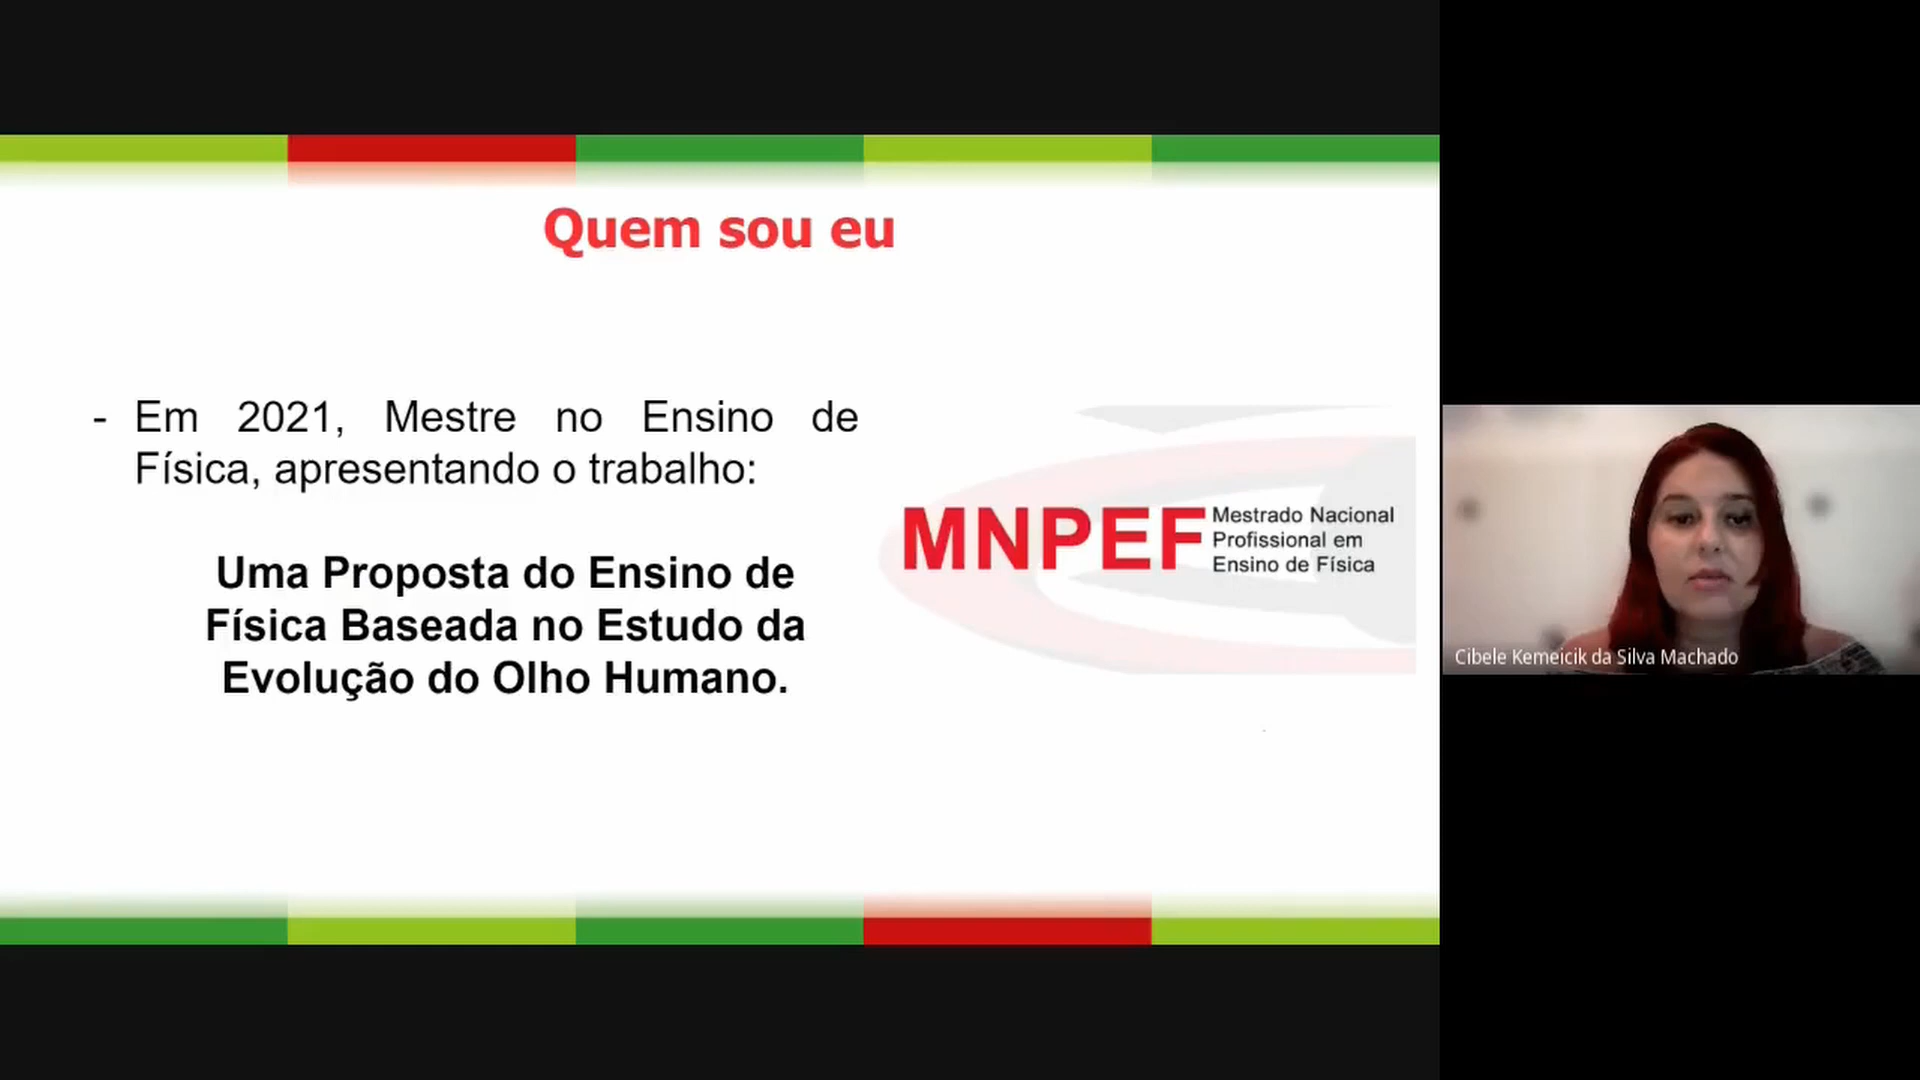 Quem sou eu
- Em 2021, Mestre no Ensino de
Física, apresentando o trabalho:
Uma Proposta do Ensino de
Física Baseada no Estudo da
Evolução do Olho Humano.
MNPEF
Mestrado Nacional
Profissional em
Ensino de Física
Cibele Kemeicik da Silva Machado